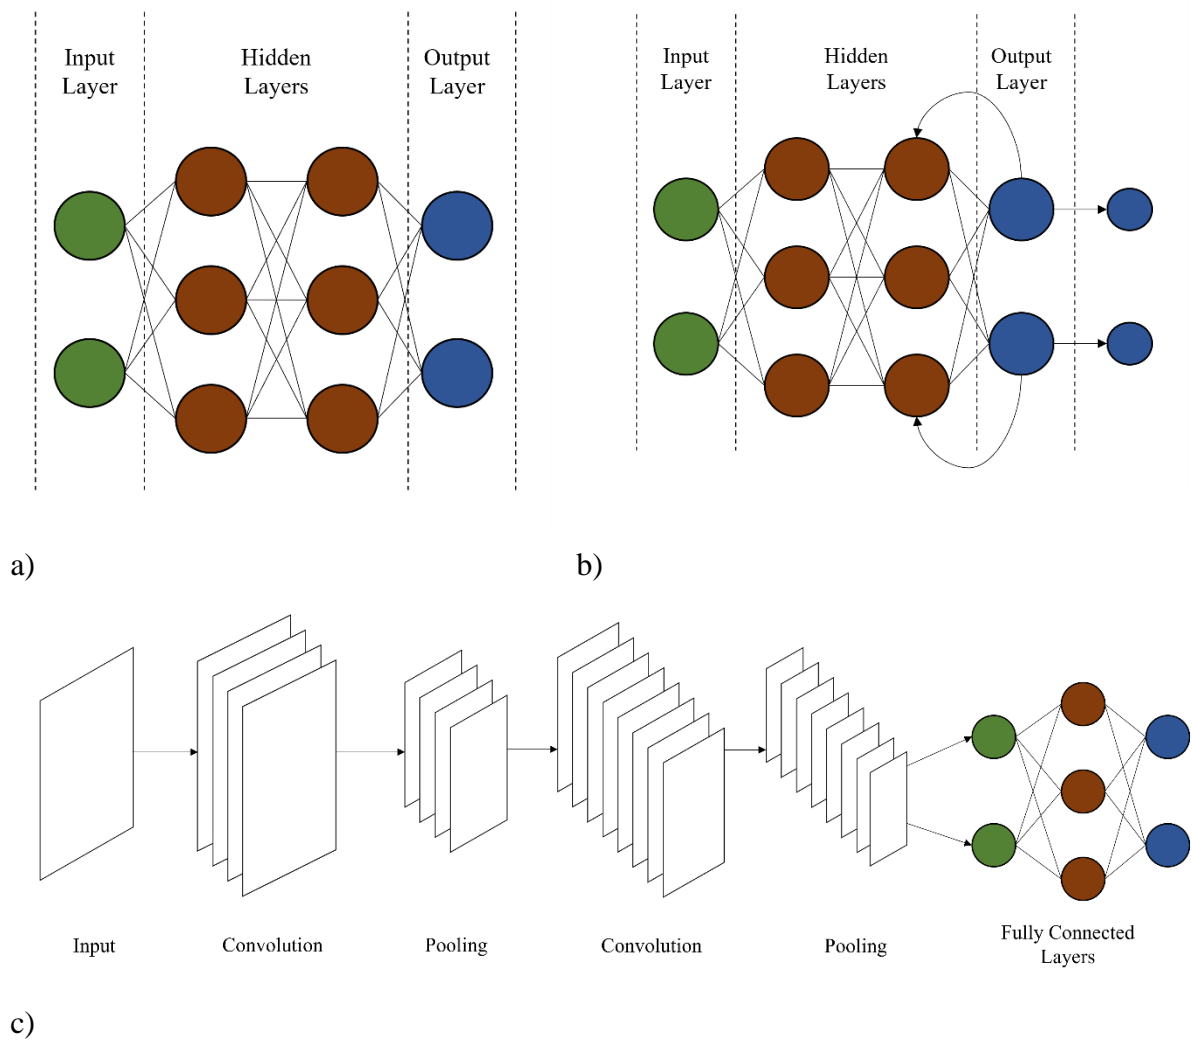 Input
Layer
Hidden
Layers
Output
Layer
Input
Layer
Hidden
Layers
Output
Layer
a)
b)
Input
Convolution
Pooling
Convolution
Pooling
Fully Connected
Layers
c)